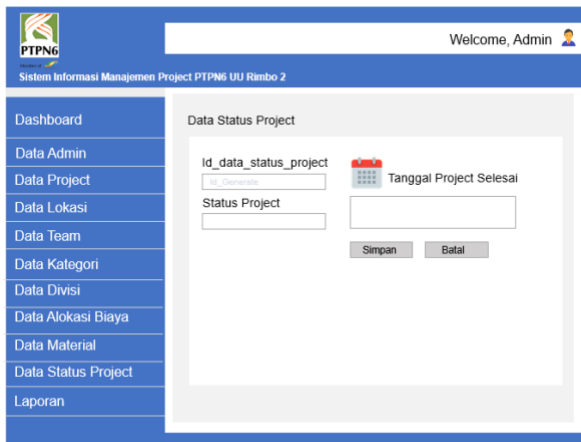 PTPN6
Welcome, Admin
Sistem Informasi Manajemen Project PTPN6 UU Rimbo 2
Dashboard
Data Admin
Data Project
Data Lokasi
Data Team
Data Kategori
Data Divisi
Data Alokasi Biaya
Data Material
Data Status Project
Laporan
Data Status Project
Id_data_status_project
Id_Generate
Status Project
Tanggal Project Selesai
Simpan
Batal